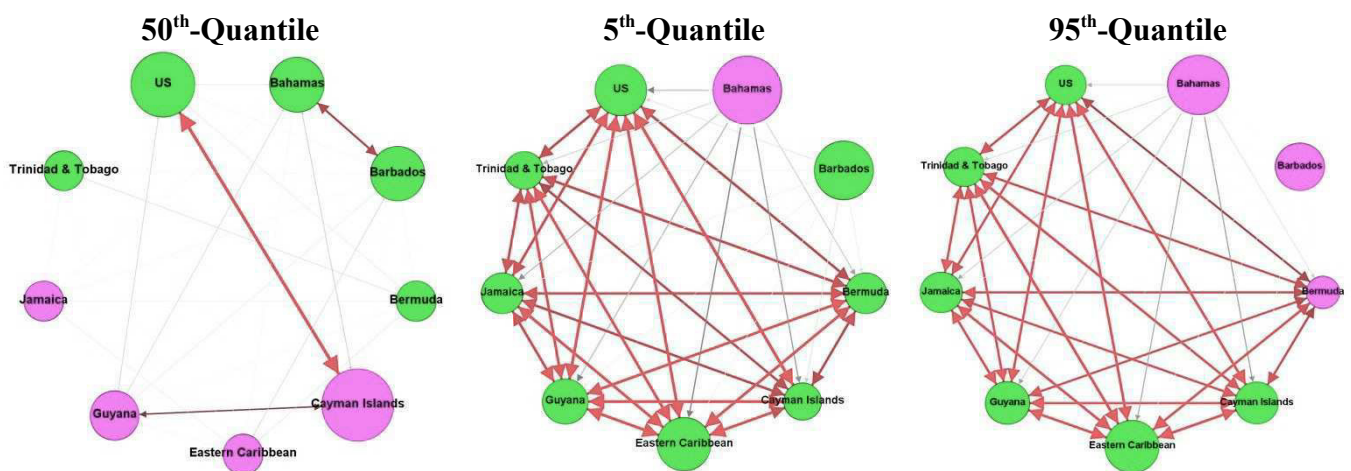 50th-Quantile
US
Bahamas
Trinidad & Tobago
Barbados
Jamaica
Bermuda
Guyana
Cayman Islands
Eastern Caribbean
5th-Quantile
US
Bahamas
Trinidad & Tobago
Barbados
Jamaica
Bermuda
Guyana
Cayman Islands
Eastern Caribbean
95th-Quantile
US
Bahamas
Trinidad & Tobago
Barbados
Jamaica
Bermuda
Guyana
Cayman Islands
Eastern Caribbean